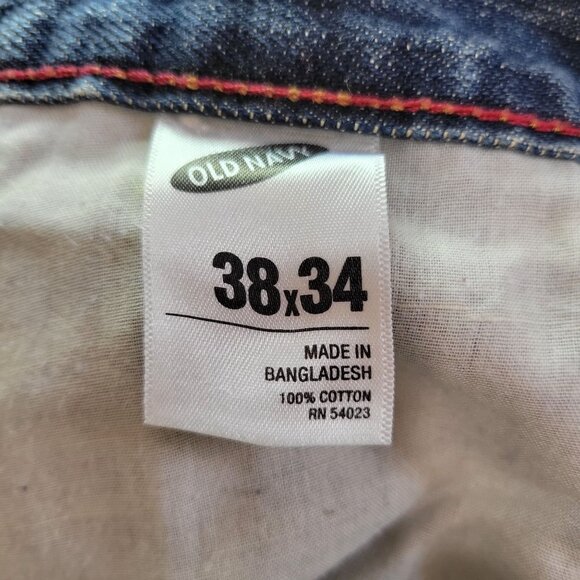 OLD NAVY
38x34
MADE IN
BANGLADESH
100% COTTON
RN 54023